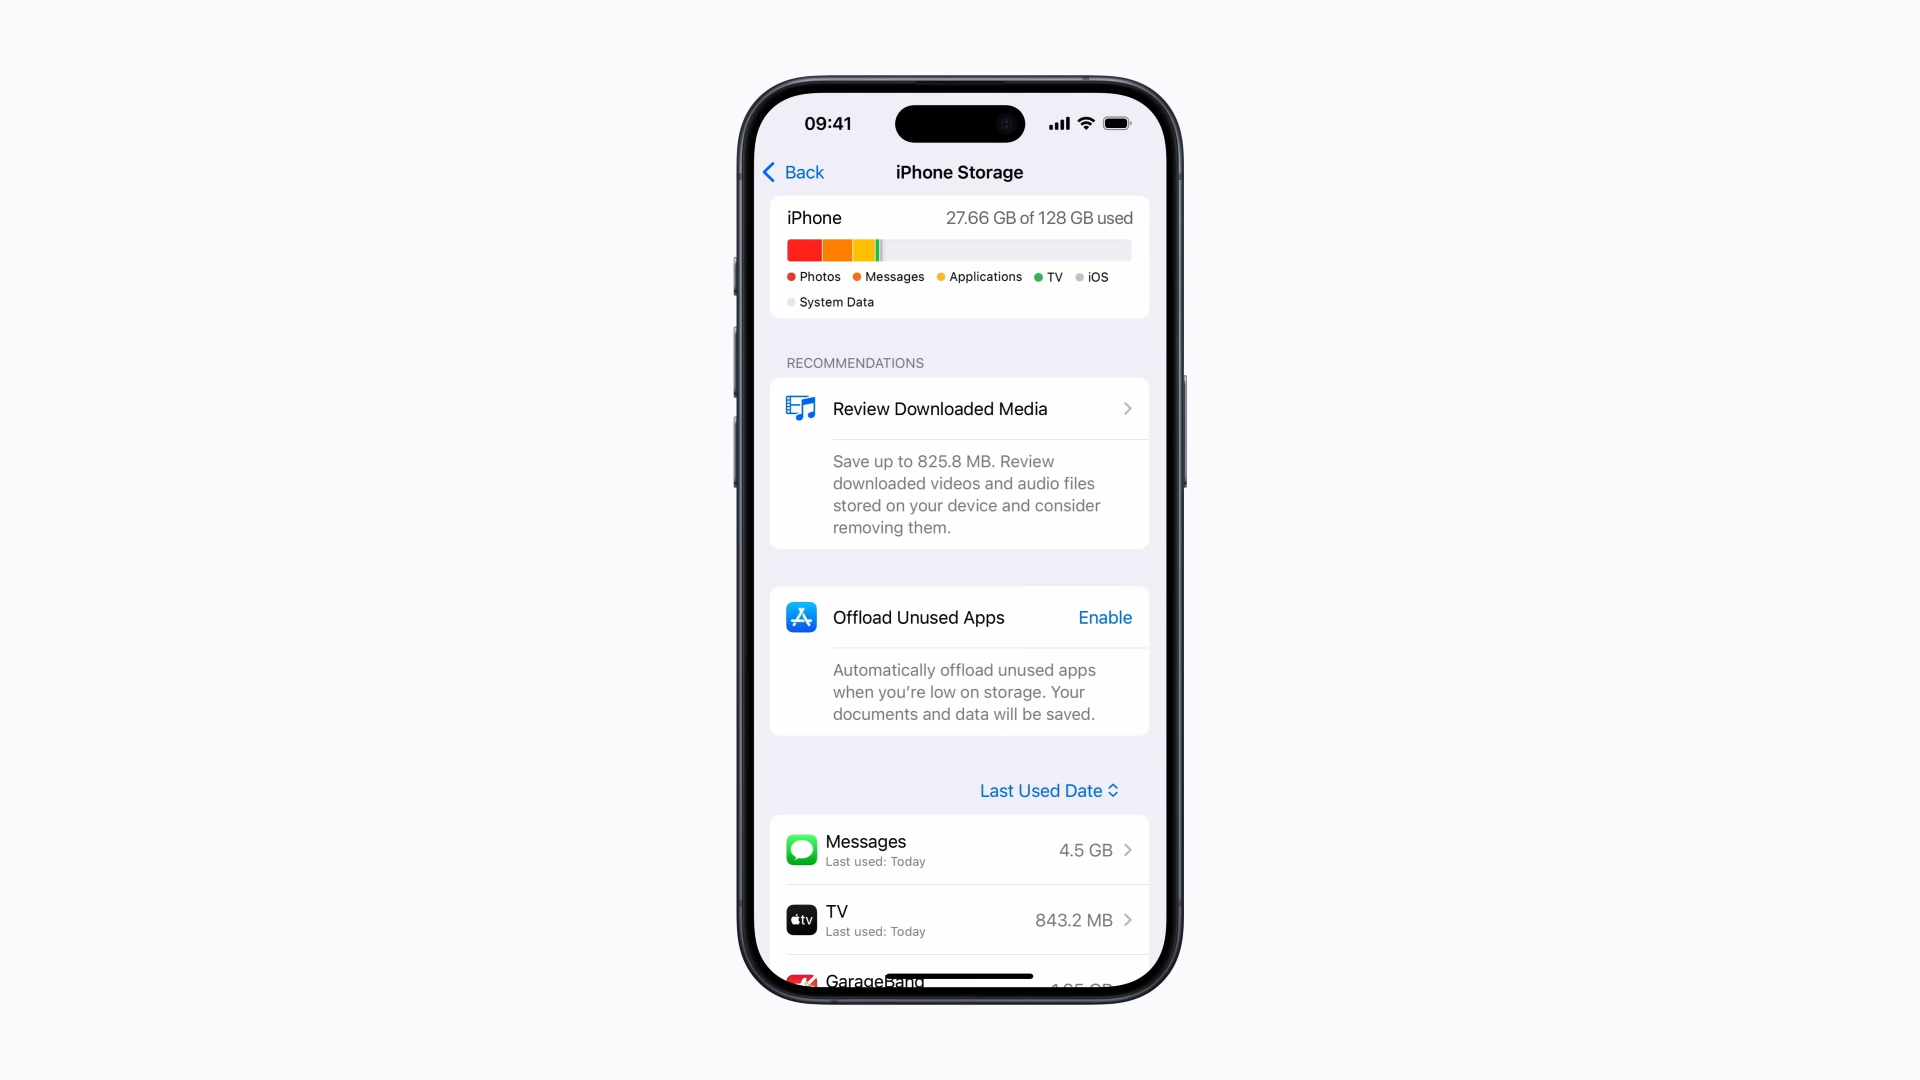 09:41
Back
iPhone Storage
iPhone
27.66 GB of 128 GB used
Photos Messages Applications TV iOS
System Data
RECOMMENDATIONS
Review Downloaded Media
Save up to 825.8 MB. Review
downloaded videos and audio files
stored on your device and consider
removing them.
Offload Unused Apps
Enable
Automatically offload unused apps
when you’re low on storage. Your
documents and data will be saved.
Last Used Date
Messages
Last used: Today
4.5 GB
tv
TV
Last used: Today
843.2 MB
GarageBand